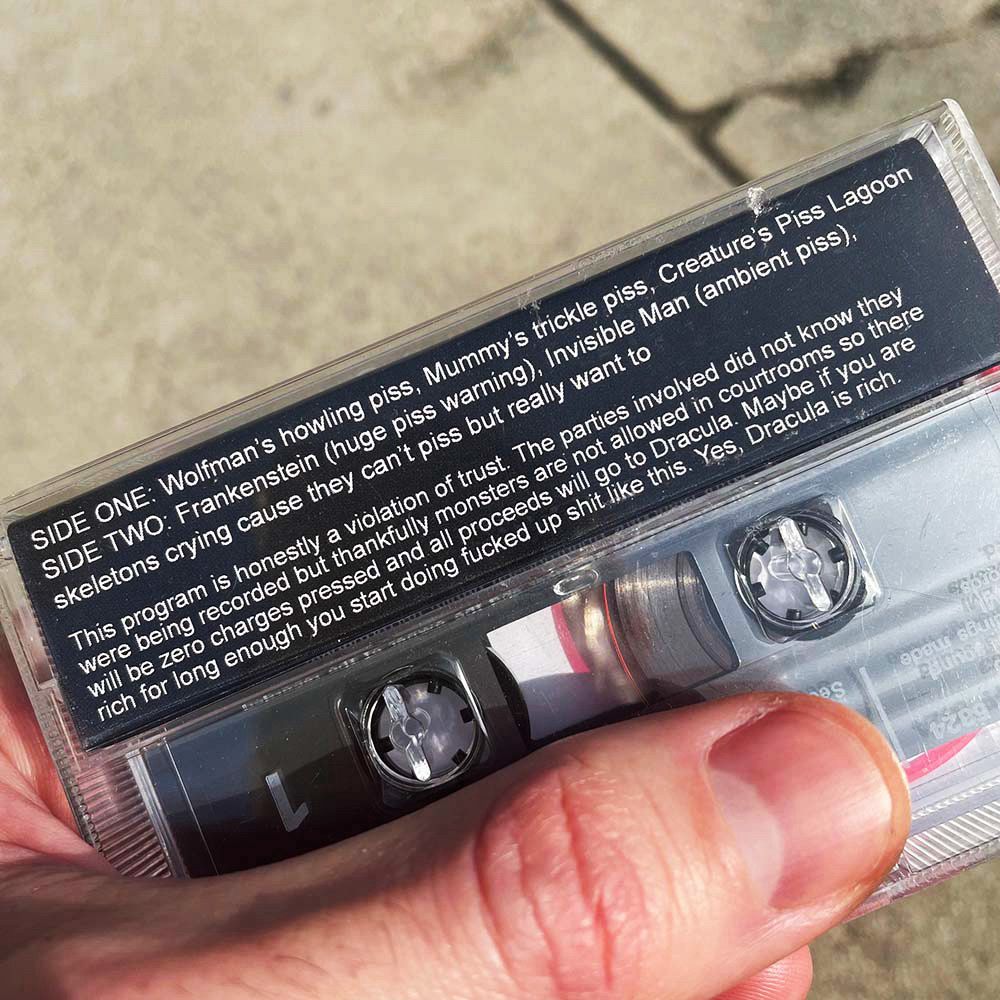 SIDE ONE: Wolfman's howling piss, Mummy's trickle piss, Creature's Piss Lagoon
SIDE TWO: Frankenstein (huge piss warning), Invisible Man (ambient piss),
skeletons crying cause they can't piss but really want to
This program is honestly a violation of trust. The parties involved did not know they
were being recorded but thankfully monsters are not allowed in courtrooms so there
will be zero charges pressed and all proceeds will go to Dracula. Maybe if you are
rich for long enough you start doing fucked up shit like this. Yes, Dracula is rich.
1